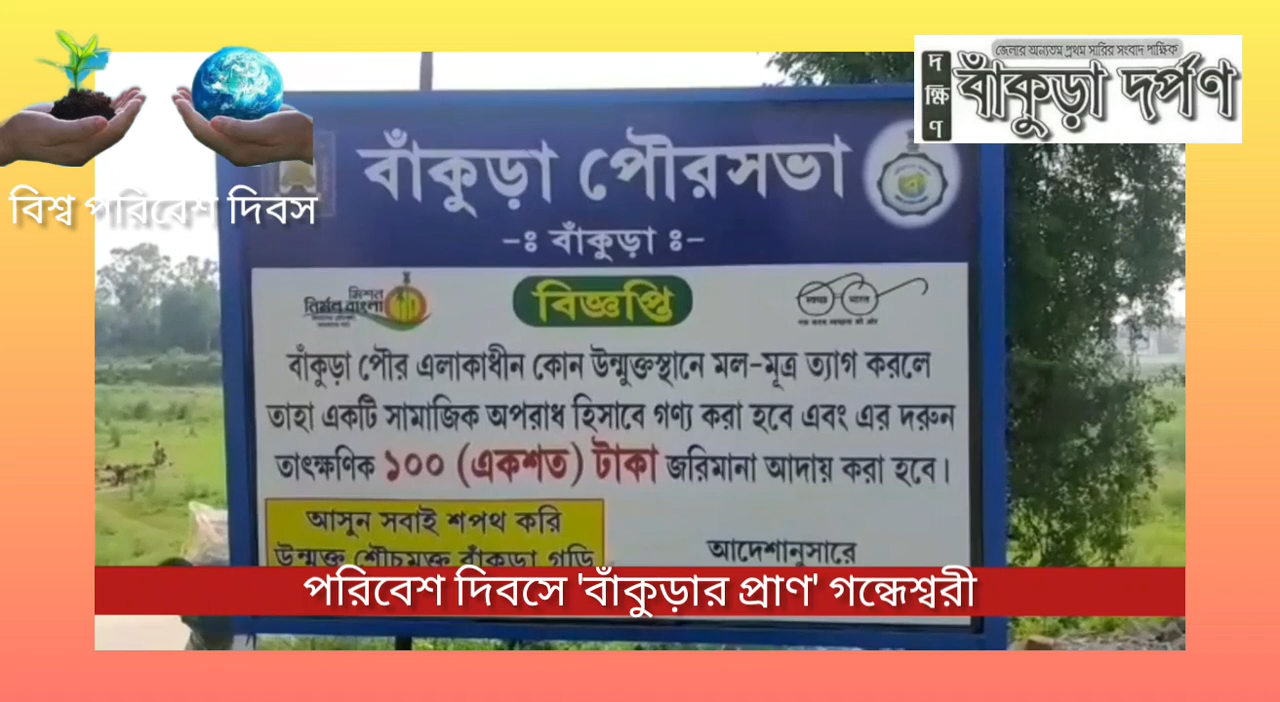 জেলার অন্যতম প্রথম সারির সংবাদ পাক্ষিক
দক্ষিণ
বাঁকুড়া দর্পণ
বিশ্ব পরিবেশ দিবস
বাঁকুড়া পৌরসভা
-ঃ বাঁকুড়া ঃ-
মিশন
নির্মল বাংলা
বিজ্ঞপ্তি
स्वच्छ भारत
বাঁকুড়া পৌর এলাকাধীন কোন উন্মুক্তস্থানে মল-মূত্র ত্যাগ করলে
তাহা একটি সামাজিক অপরাধ হিসাবে গণ্য করা হবে এবং এর দরুন
তাৎক্ষণিক ১০০ (একশত) টাকা জরিমানা আদায় করা হবে।
আসুন সবাই শপথ করি
উন্মুক্ত শৌচমুক্ত বাঁকুড়া গড়ি
আদেশানুসারে
পরিবেশ দিবসে 'বাঁকুড়ার প্রাণ' গন্ধেশ্বরী